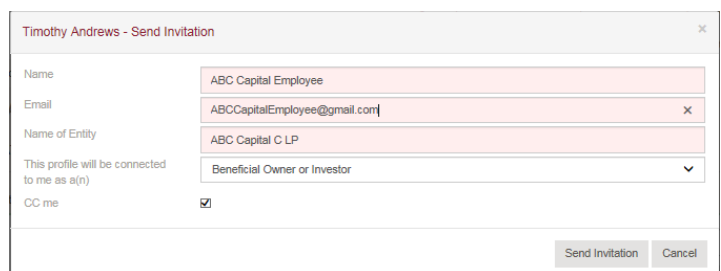 Timothy Andrews - Send Invitation
Name
ABC Capital Employee
Email
ABCCapitalEmployee@gmail.com
Name of Entity
ABC Capital C LP
This profile will be connected
to me as a(n)
Beneficial Owner or Investor
CC me
Send Invitation Cancel